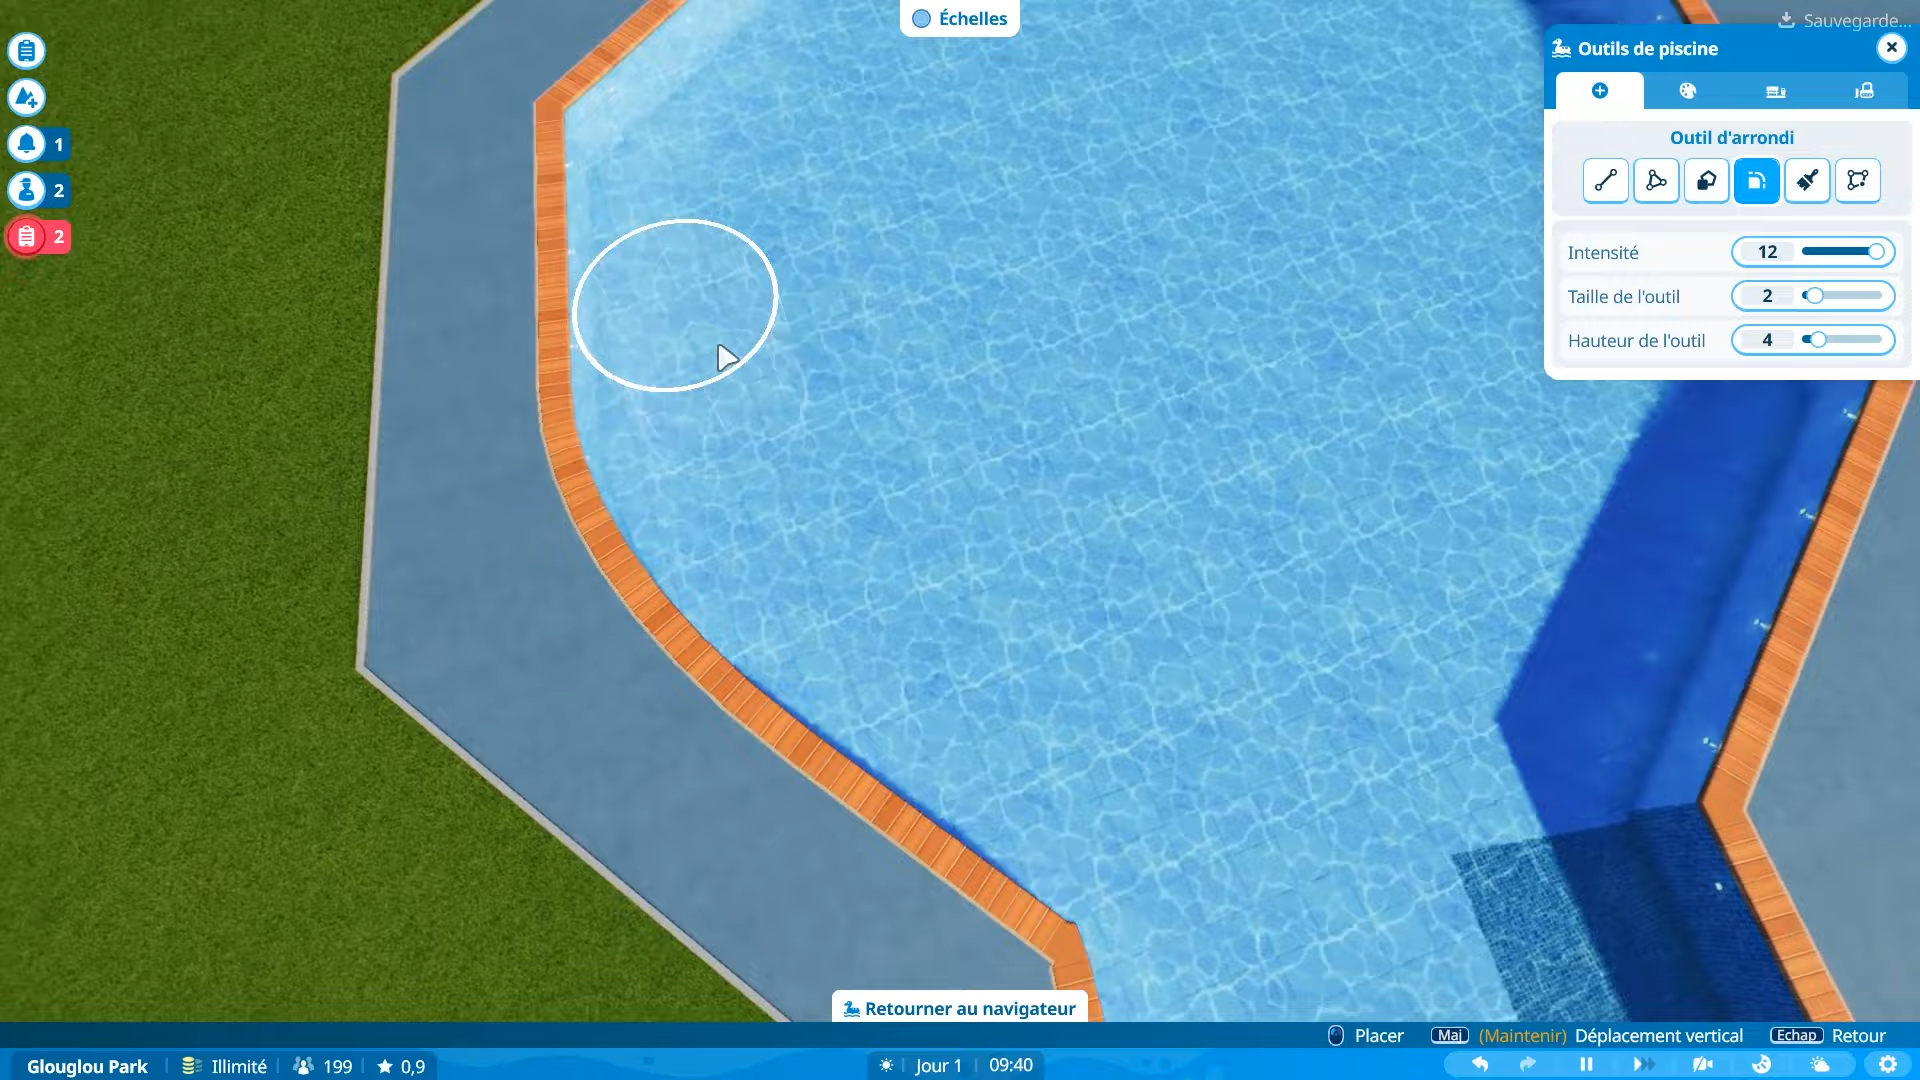 Échelles
Sauvegarde...
Outils de piscine
1
2
2
Outil d'arrondi
Intensité 12
Taille de l'outil 2
Hauteur de l'outil 4
Retourner au navigateur
Placer Maj (Maintenir) Déplacement vertical Echap Retour
Glouglou Park Illimité 199 0,9 Jour 1 09:40